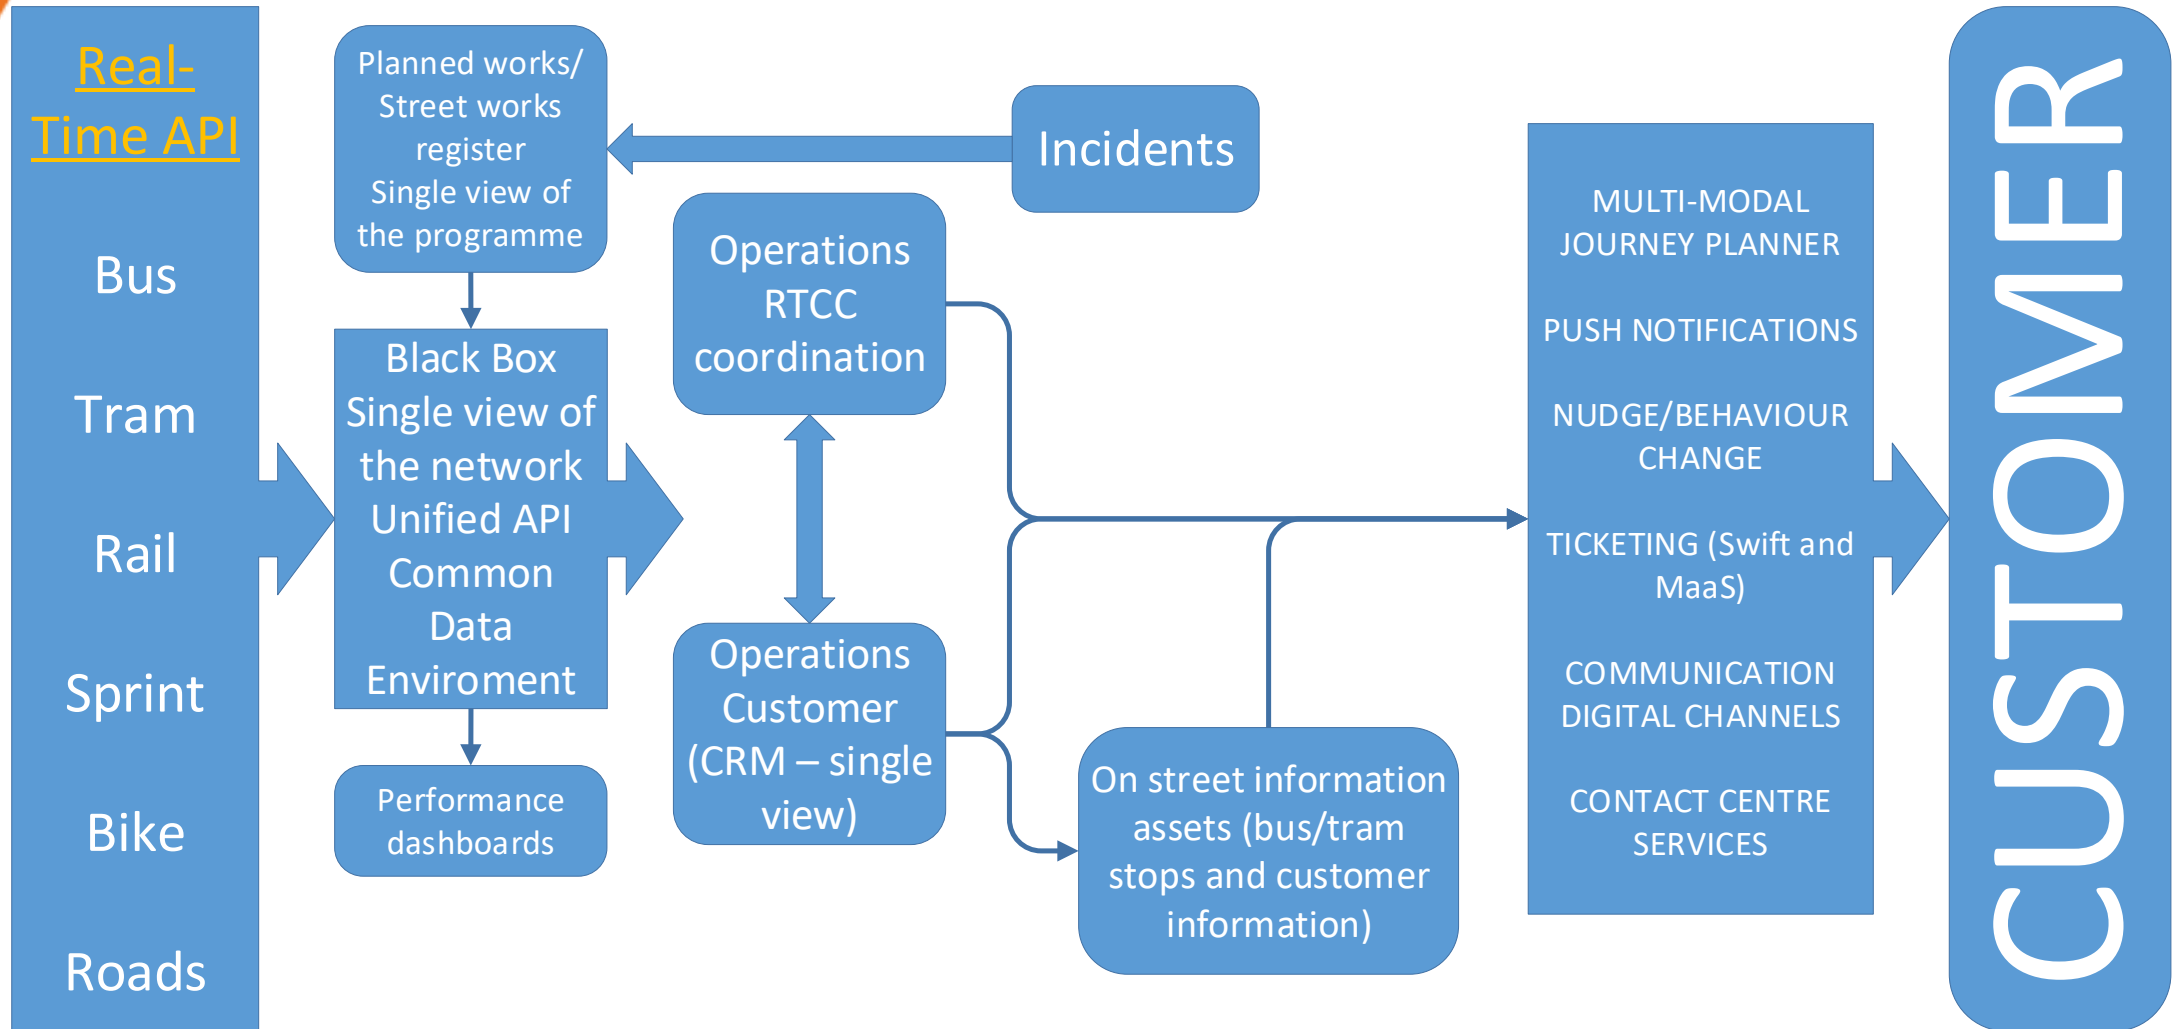 Real-
Time API
Bus
Tram
Rail
Sprint
Bike
Roads
Planned works/
Street works
register
Single view of
the programme
Black Box
Single view of
the network
Unified API
Common
Data
Enviroment
Performance
dashboards
Incidents
Operations
RTCC
coordination
Operations
Customer
(CRM – single
view)
On street information
assets (bus/tram
stops and customer
information)
MULTI-MODAL
JOURNEY PLANNER
PUSH NOTIFICATIONS
NUDGE/BEHAVIOUR
CHANGE
TICKETING (Swift and
MaaS)
COMMUNICATION
DIGITAL CHANNELS
CONTACT CENTRE
SERVICES
CUSTOMER